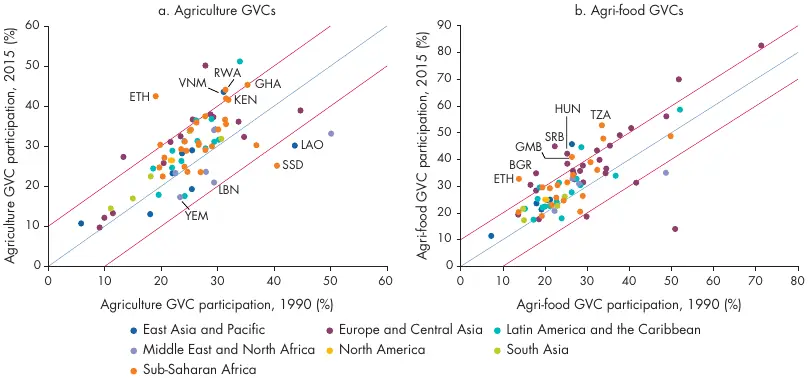 a. Agriculture GVCs
Agriculture GVC participation, 2015 (%)
60
50
40
30
20
10
0
ETH
VNM
RWA
GHA
KEN
LAO
SSD
LBN
YEM
0 10 20 30 40 50 60
Agriculture GVC participation, 1990 (%)
b. Agri-food GVCs
Agri-food GVC participation, 2015 (%)
90
80
70
60
50
40
30
20
10
0
HUN
TZA
SRB
GMB
BGR
ETH
0 10 20 30 40 50 60 70 80
Agri-food GVC participation, 1990 (%)
East Asia and Pacific
Europe and Central Asia
Latin America and the Caribbean
Middle East and North Africa
North America
South Asia
Sub-Saharan Africa